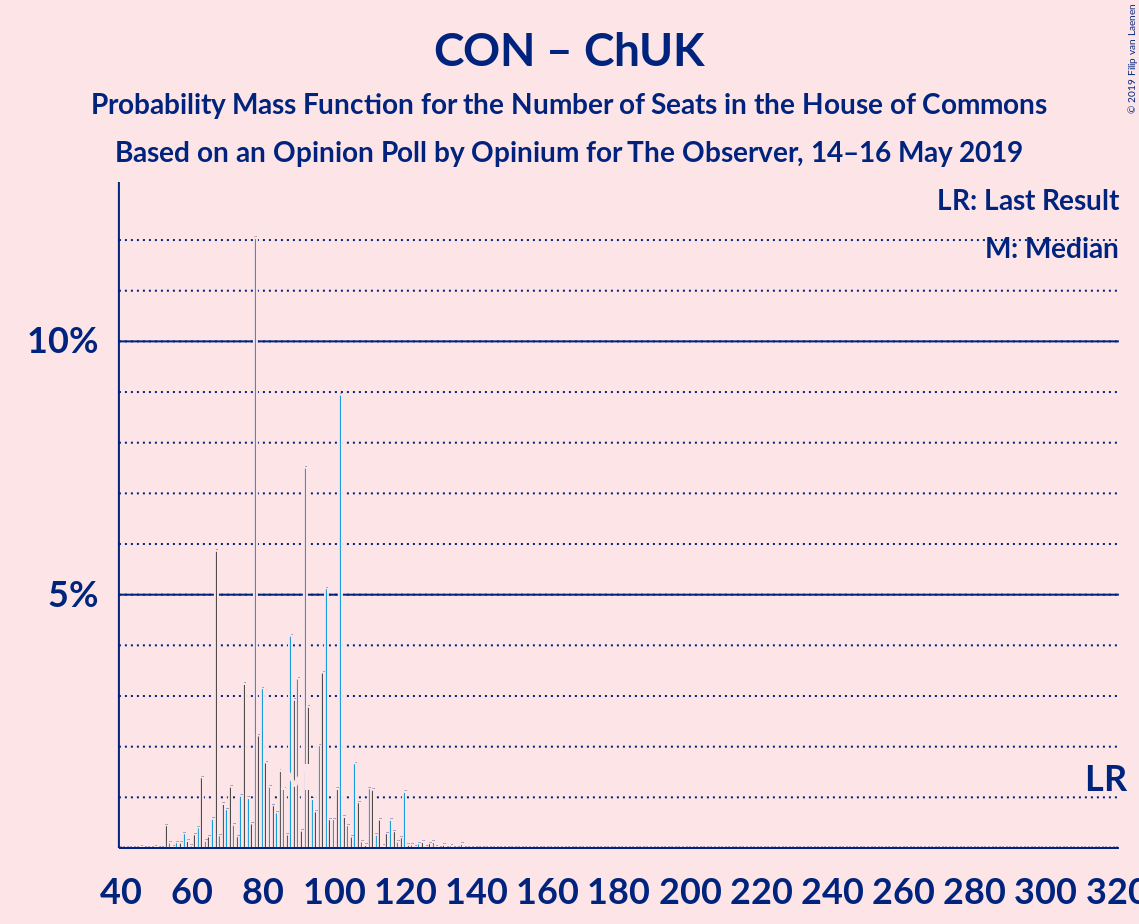 CON – ChUK
Probability Mass Function for the Number of Seats in the House of Commons
Based on an Opinion Poll by Opinium for The Observer, 14–16 May 2019
© 2019 Filip van Laenen
LR: Last Result
M: Median
10%
5%
LR
40 60 80 100 120 140 160 180 200 220 240 260 280 300 320